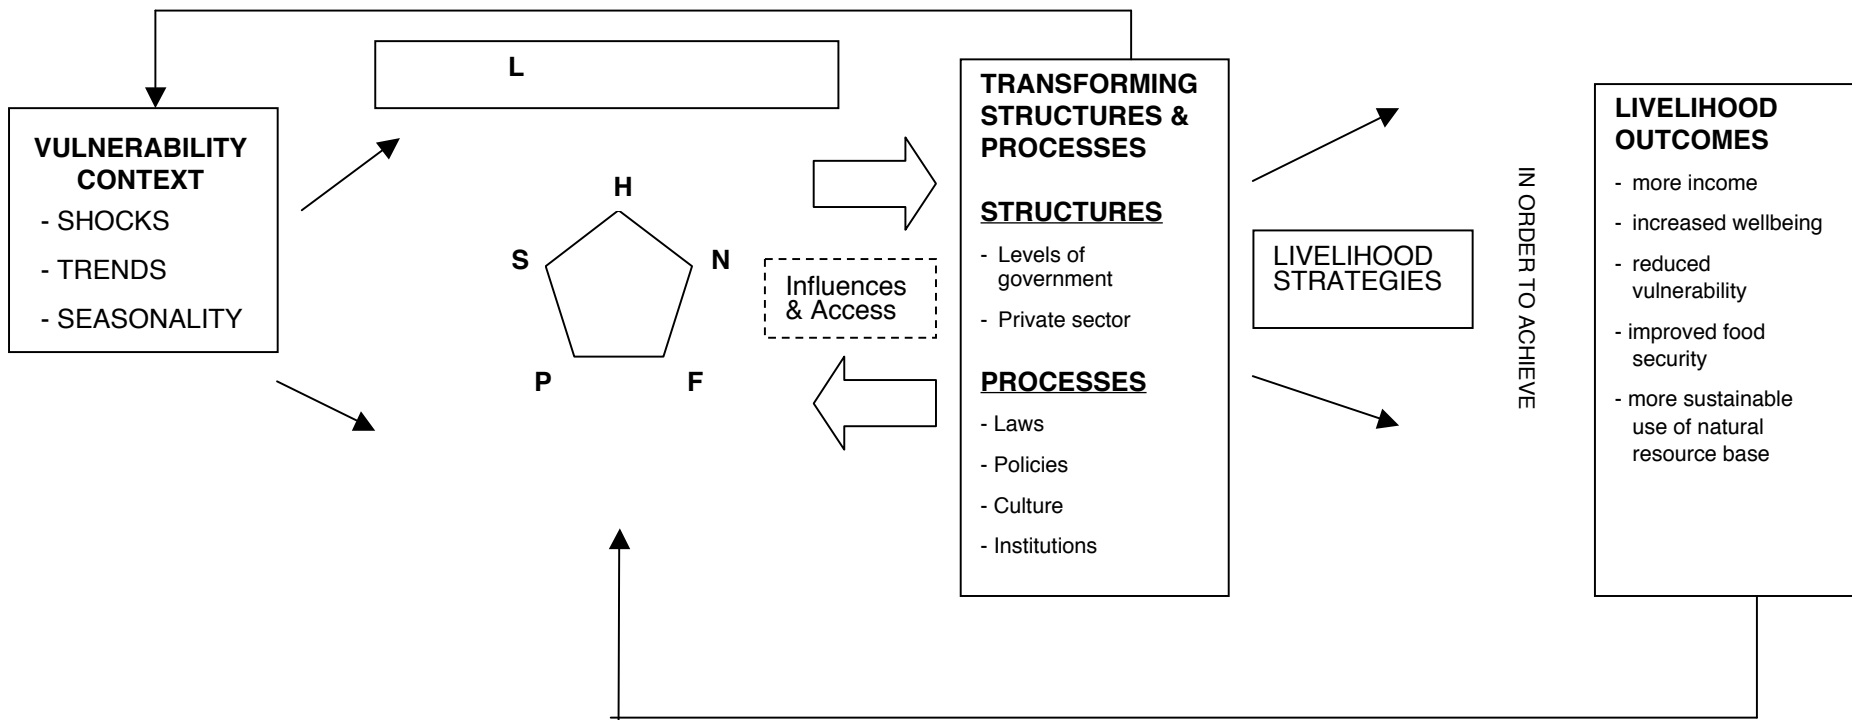 L
VULNERABILITY
CONTEXT
- SHOCKS
- TRENDS
- SEASONALITY
H
S
N
P
F
Influences
& Access
TRANSFORMING
STRUCTURES &
PROCESSES
STRUCTURES
- Levels of
government
- Private sector
PROCESSES
- Laws
- Policies
- Culture
- Institutions
LIVELIHOOD
STRATEGIES
IN ORDER TO ACHIEVE
LIVELIHOOD
OUTCOMES
- more income
- increased wellbeing
- reduced
vulnerability
- improved food
security
- more sustainable
use of natural
resource base